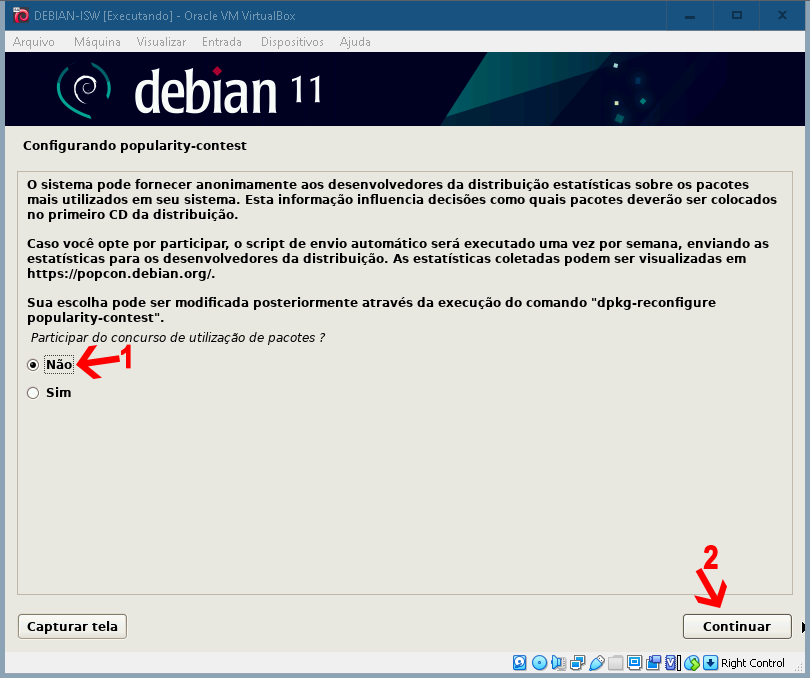 DEBIAN-ISW [Executando] - Oracle VM VirtualBox
Arquivo Máquina Visualizar Entrada Dispositivos Ajuda
debian 11
Configurando popularity-contest
O sistema pode fornecer anonimamente aos desenvolvedores da distribuição estatísticas sobre os pacotes
mais utilizados em seu sistema. Esta informação influencia decisões como quais pacotes deverão ser colocados
no primeiro CD da distribuição.
Caso você opte por participar, o script de envio automático será executado uma vez por semana, enviando as
estatísticas para os desenvolvedores da distribuição. As estatísticas coletadas podem ser visualizadas em
https://popcon.debian.org/.
Sua escolha pode ser modificada posteriormente através da execução do comando "dpkg-reconfigure
popularity-contest".
Participar do concurso de utilização de pacotes ?
Não 1
Sim
2
Capturar tela Continuar
Right Control